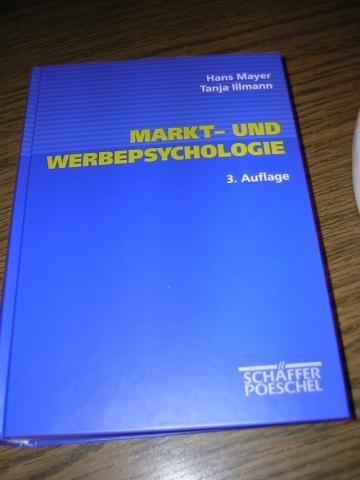 Hans Mayer
Tanja Illmann
MARKT- UND
WERBEPSYCHOLOGIE
3. Auflage
SCHÄFFER
POESCHEL